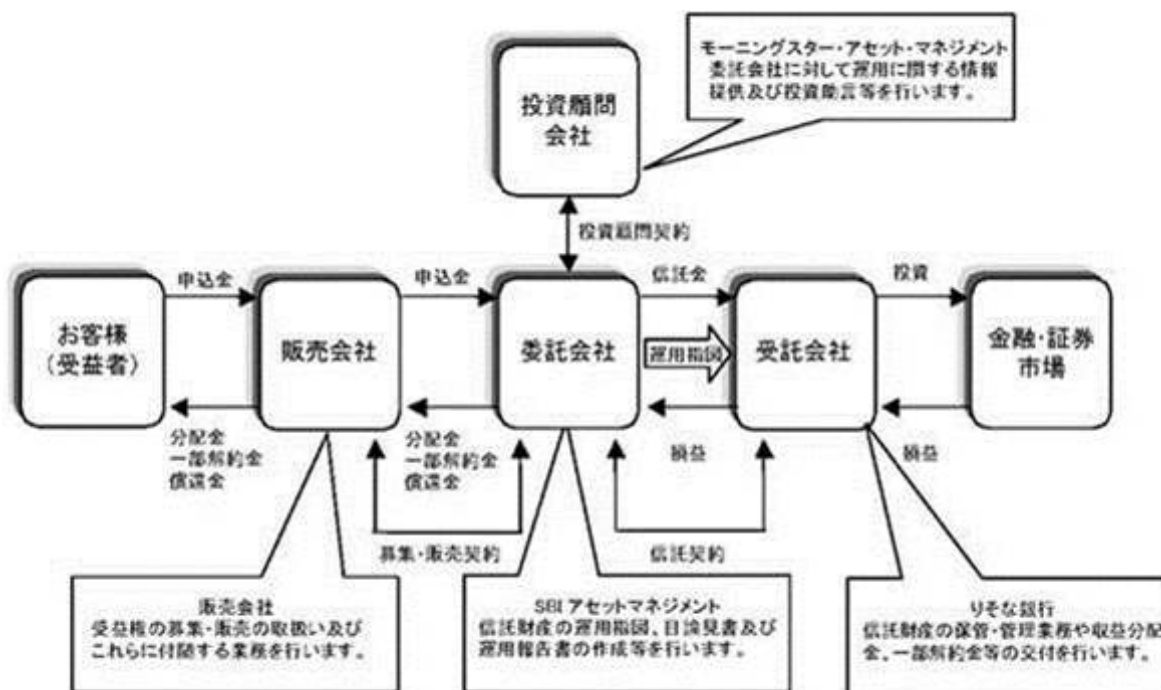 モーニングスター・アセット・マネジメント
委託会社に対して運用に関する情報
提供及び投資助言等を行います。
投資顧問
会社
投資顧問契約
申込金
申込金
信託金
投資
お客様
(受益者)
販売会社
委託会社
運用指図
受託会社
金融・証券
市場
分配金
一部解約金
償還金
分配金
一部解約金
償還金
損益
損益
募集・販売契約
信託契約
販売会社
受益権の募集・販売の取扱い及び
これらに付随する業務を行います。
SBIアセットマネジメント
信託財産の運用指図、目論見書及び
運用報告書の作成等を行います。
りそな銀行
信託財産の保管・管理業務や収益分配
金、一部解約金等の交付を行います。